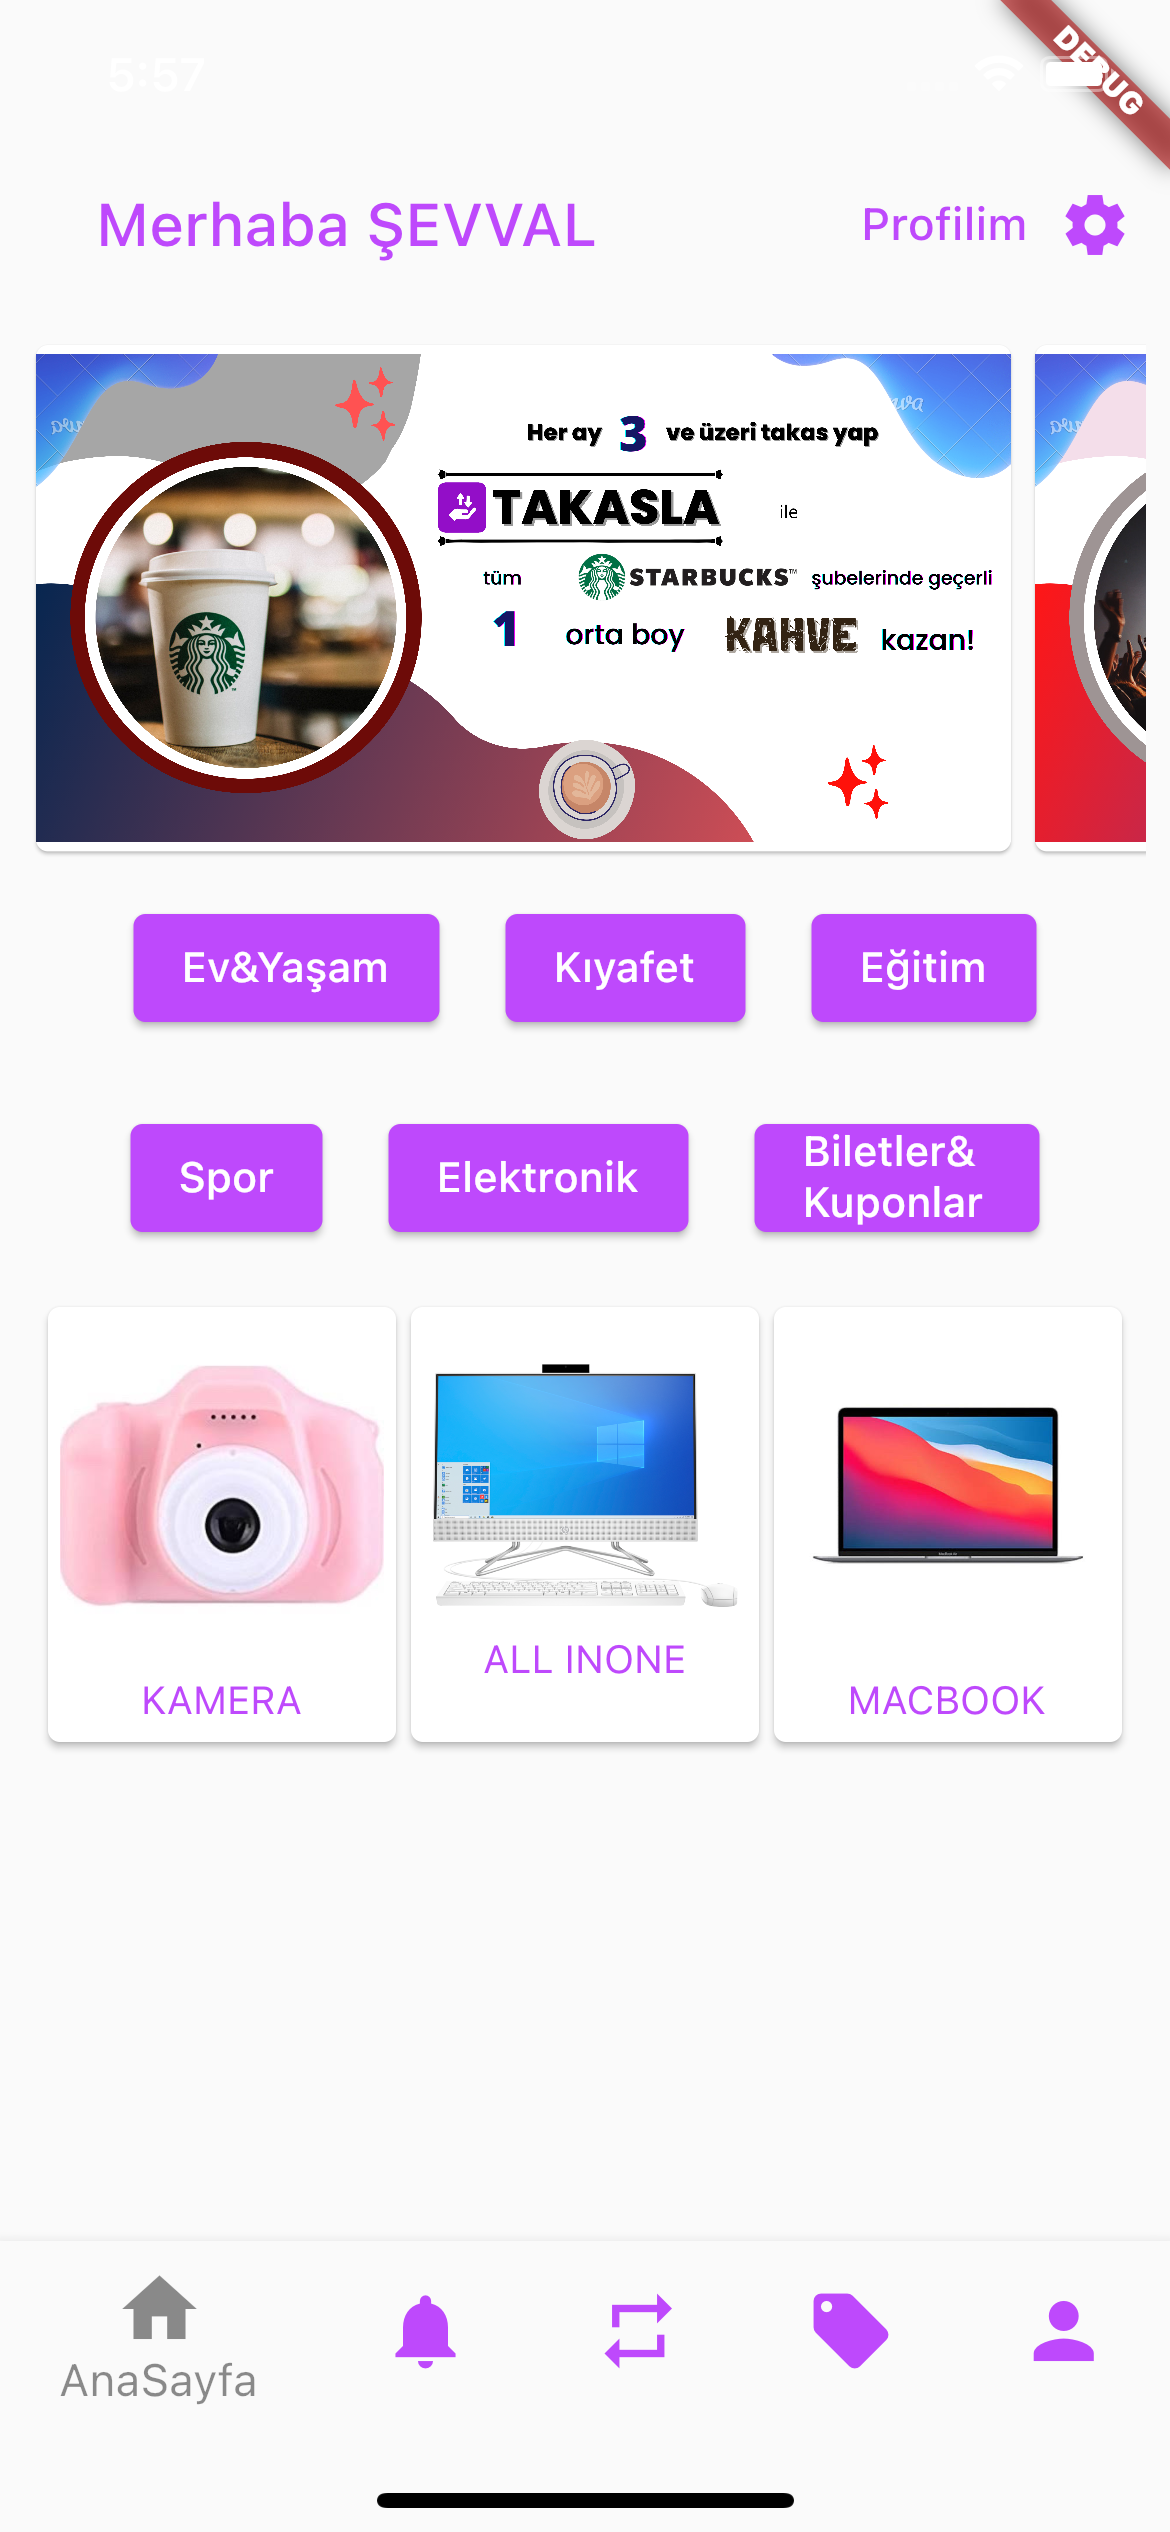 5:57
DEBUG
Merhaba ŞEVVAL
Profilim
Her ay 3 ve üzeri takas yap
TAKASLA ile
tüm STARBUCKS™ şubelerinde geçerli
1 orta boy KAHVE kazan!
Ev&Yaşam
Kıyafet
Eğitim
Spor
Elektronik
Biletler&
Kuponlar
KAMERA
ALL INONE
MACBOOK
AnaSayfa